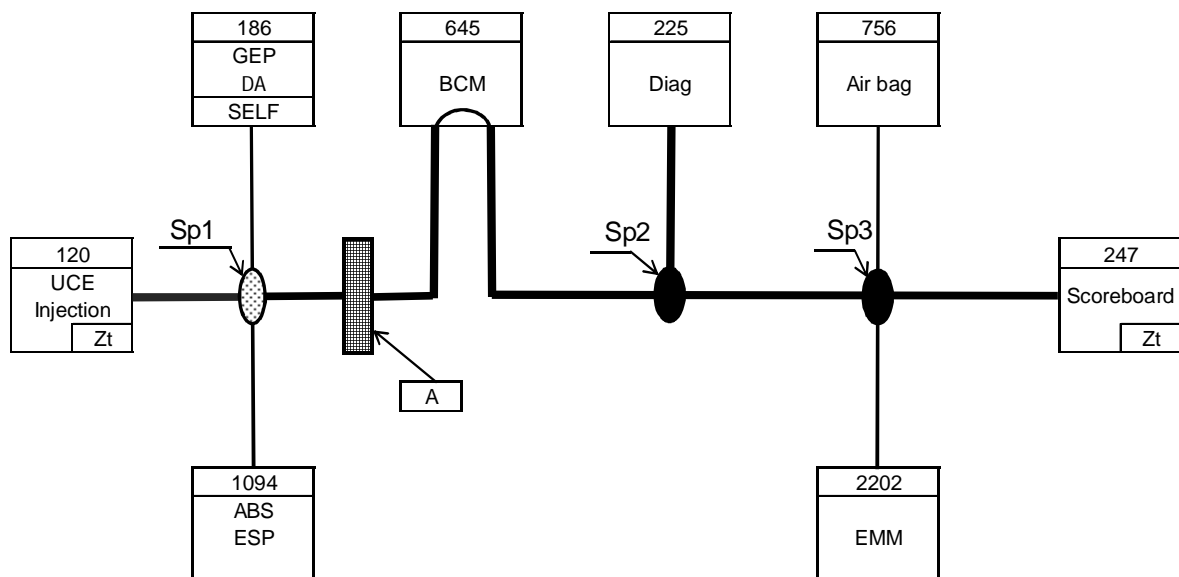 186
GEP
DA
SELF
645
BCM
225
Diag
756
Air bag
Sp1
Sp2
Sp3
120
UCE
Injection
Zt
247
Scoreboard
Zt
A
1094
ABS
ESP
2202
EMM